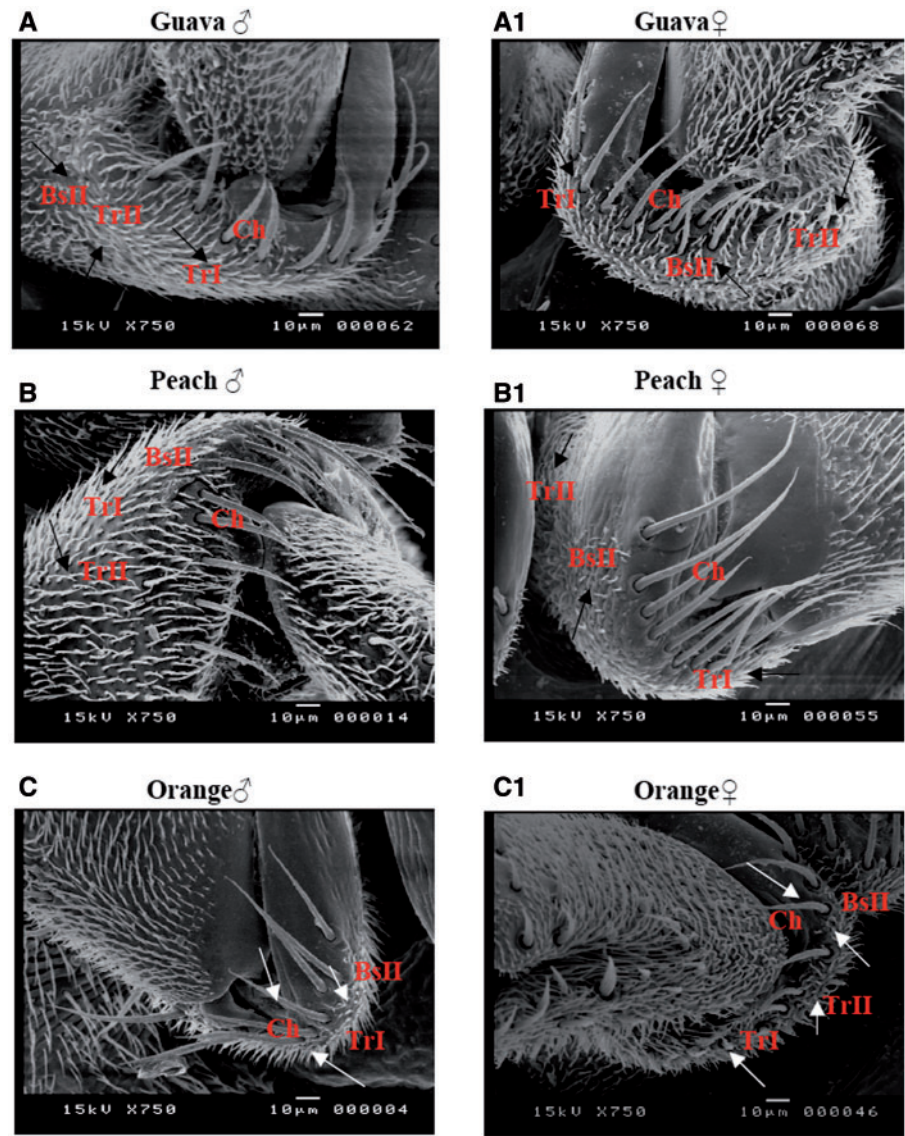 A
Guava ♂
BsII
TrII
Ch
TrI
15kV X750 10µm 000062
A1
Guava♀
TrI
Ch
TrII
BsII
15kV X750 10µm 000068
B
Peach ♂
BsII
TrI
Ch
TrII
15kV X750 10µm 000014
B1
Peach ♀
TrII
BsII
Ch
TrI
15kV X750 10µm 000055
C
Orange♂
BsII
Ch
TrI
15kV X750 10µm 000004
C1
Orange♀
Ch
BsII
TrII
TrI
15kV X750 10µm 000046